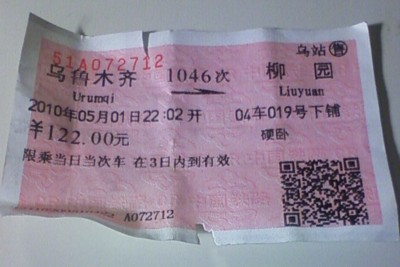 51A072712
乌站㊕售
乌鲁木齐 1046次 柳园
Urumqi Liuyuan
2010年05月01日22:02开 04车019号下铺
¥122.00元 硬卧
限乘当日当次车 在3日内到有效
A072712